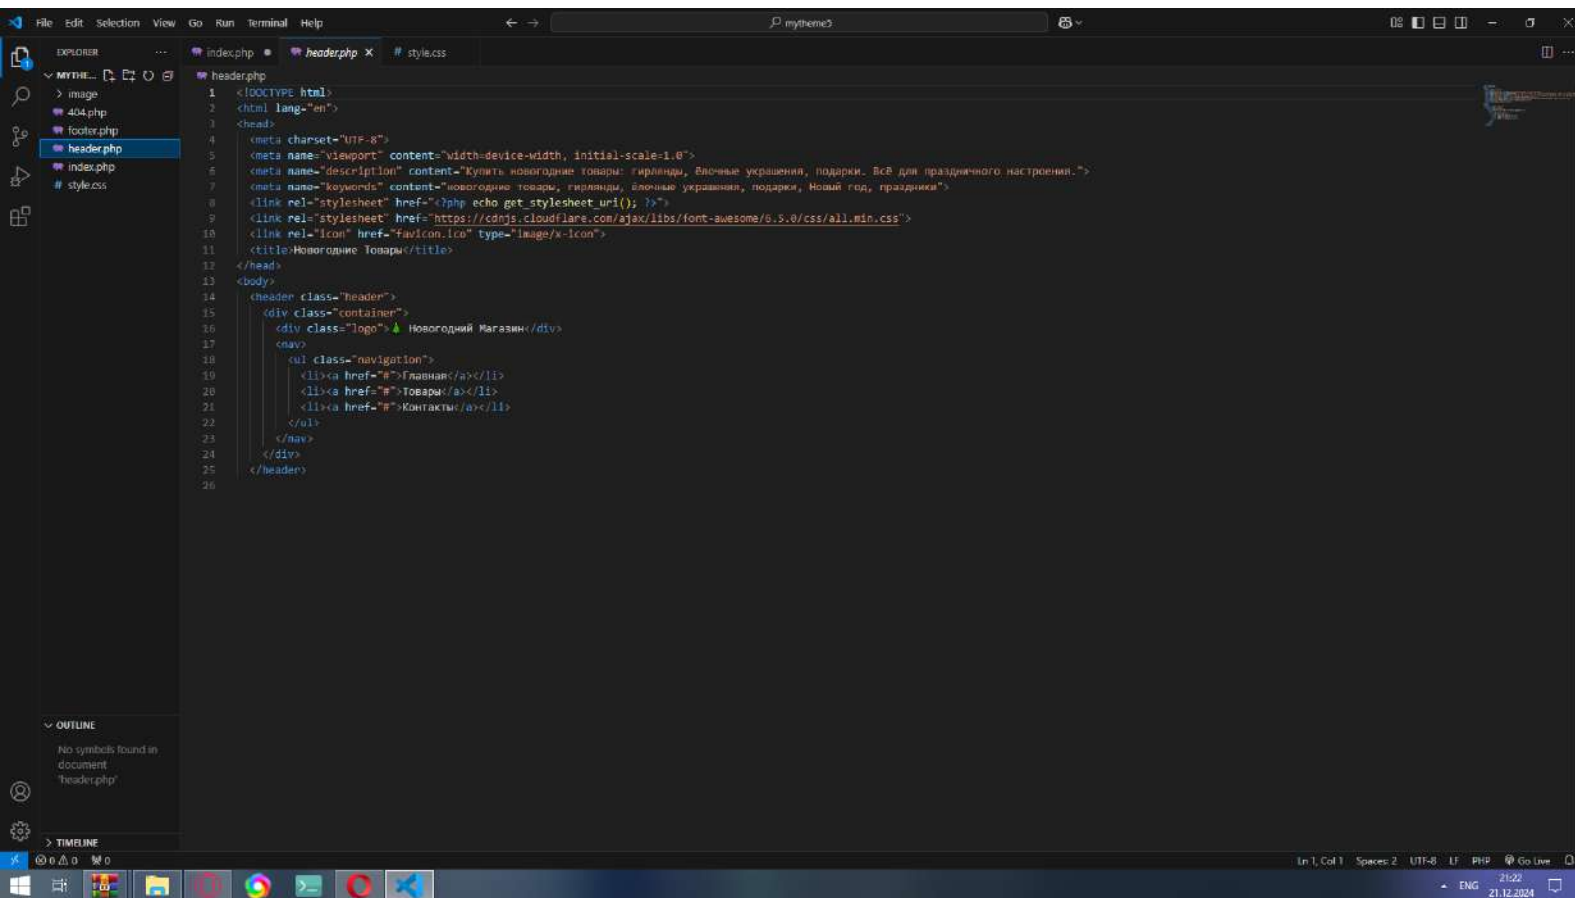 File Edit Selection View Go Run Terminal Help
mytheme5
EXPLORER
index.php
header.php
style.css
MYTHE...
image
404.php
footer.php
header.php
index.php
style.css
header.php
1 <!DOCTYPE html>
2 <html lang="en">
3 <head>
4 <meta charset="UTF-8">
5 <meta name="viewport" content="width=device-width, initial-scale=1.0">
6 <meta name="description" content="Купить новогодние товары: гирлянды, ёлочные украшения, подарки. Всё для праздничного настроения.">
7 <meta name="keywords" content="новогодние товары, гирлянды, ёлочные украшения, подарки, Новый год, праздники">
8 <link rel="stylesheet" href="<?php echo get_stylesheet_uri(); ?>">
9 <link rel="stylesheet" href="https://cdnjs.cloudflare.com/ajax/libs/font-awesome/6.5.0/css/all.min.css">
10 <link rel="icon" href="favicon.ico" type="image/x-icon">
11 <title>Новогодние Товары</title>
12 </head>
13 <body>
14 <header class="header">
15 <div class="container">
16 <div class="logo">🎄 Новогодний Магазин</div>
17 <nav>
18 <ul class="navigation">
19 <li><a href="#">Главная</a></li>
20 <li><a href="#">Товары</a></li>
21 <li><a href="#">Контакты</a></li>
22 </ul>
23 </nav>
24 </div>
25 </header>
26
OUTLINE
No symbols found in
document
'header.php'
TIMELINE
0 0 0
Ln 1, Col 1 Spaces: 2 UTF-8 LF PHP Go Live
ENG
21:22
21.12.2024